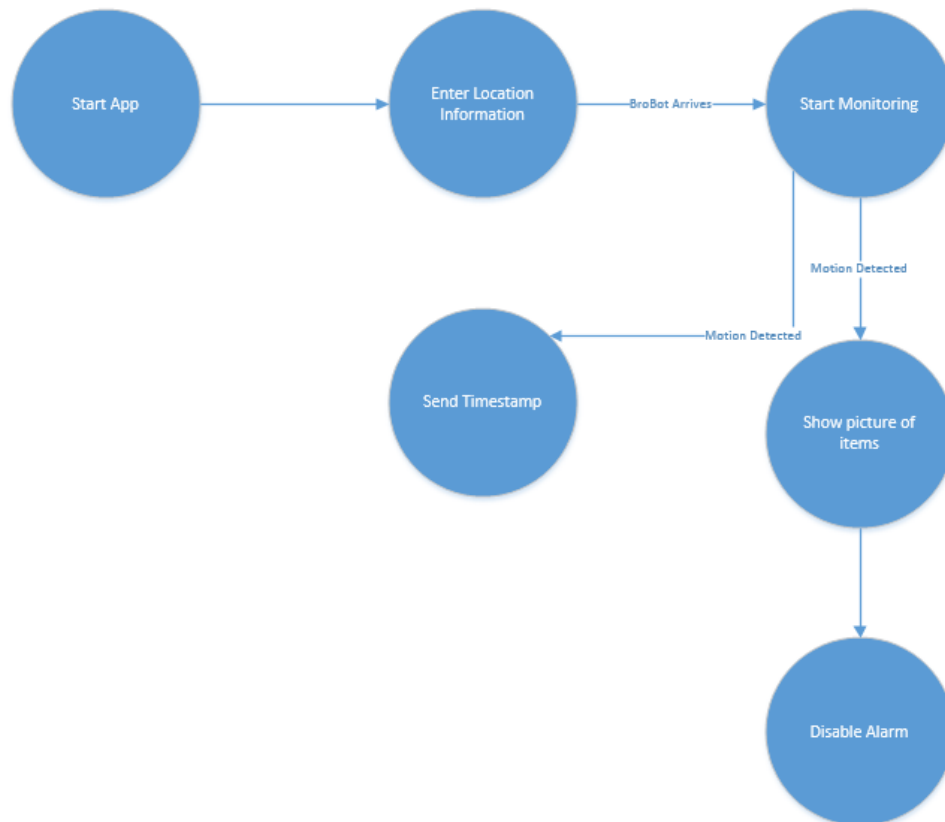 Start App
Enter Location
Information
BroBot Arrives
Start Monitoring
Motion Detected
Motion Detected
Send Timestamp
Show picture of
items
Disable Alarm